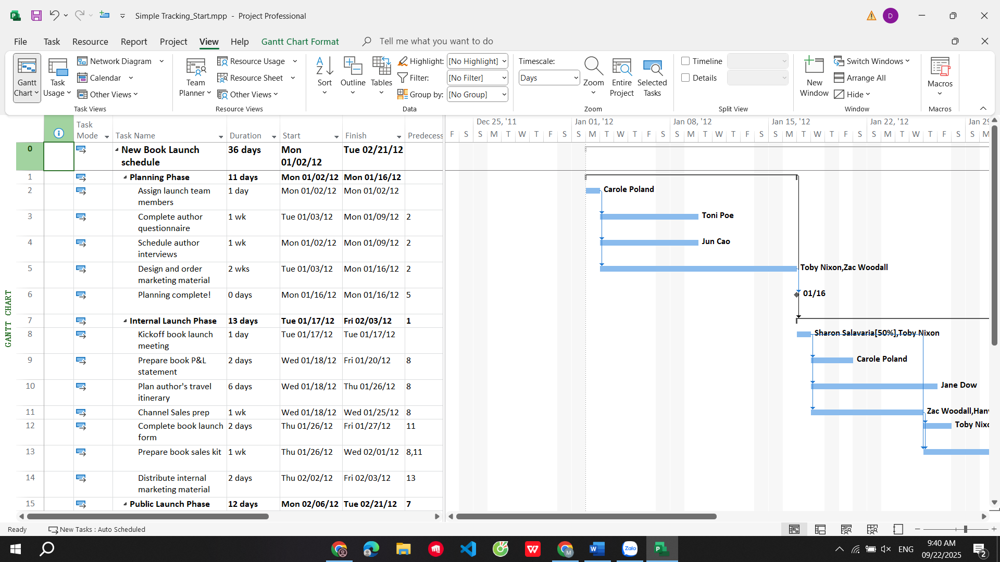 Simple Tracking_Start.mpp - Project Professional
D
File Task Resource Report Project View Help Gantt Chart Format Tell me what you want to do
Gantt Chart
Task Usage
Network Diagram
Calendar
Other Views
Task Views
Team Planner
Resource Usage
Resource Sheet
Other Views
Resource Views
Sort
Outline
Tables
Highlight: [No Highlight]
Filter: [No Filter]
Group by: [No Group]
Data
Timescale:
Days
Zoom
Entire Project
Selected Tasks
Zoom
Timeline
Details
Split View
New Window
Switch Windows
Arrange All
Hide
Window
Macros
Macros
Task Mode Task Name Duration Start Finish Predecess
Dec 25, '11 Jan 01, '12 Jan 08, '12 Jan 15, '12 Jan 22, '12 Jan 29
F S S M T W T F S S M T W T F S S M T W T F S S M T W T F S S M T W T F S S M
0 New Book Launch schedule 36 days Mon 01/02/12 Tue 02/21/12
1 Planning Phase 11 days Mon 01/02/12 Mon 01/16/12
2 Assign launch team members 1 day Mon 01/02/12 Mon 01/02/12 Carole Poland
3 Complete author questionnaire 1 wk Tue 01/03/12 Mon 01/09/12 2 Toni Poe
4 Schedule author interviews 1 wk Mon 01/02/12 Mon 01/09/12 2 Jun Cao
5 Design and order marketing material 2 wks Tue 01/03/12 Mon 01/16/12 2 Toby Nixon,Zac Woodall
6 Planning complete! 0 days Mon 01/16/12 Mon 01/16/12 5 01/16
7 Internal Launch Phase 13 days Tue 01/17/12 Fri 02/03/12 1
8 Kickoff book launch meeting 1 day Tue 01/17/12 Tue 01/17/12 Sharon Salavaria[50%],Toby Nixon
9 Prepare book P&L statement 2 days Wed 01/18/12 Fri 01/20/12 8 Carole Poland
10 Plan author's travel itinerary 6 days Wed 01/18/12 Thu 01/26/12 8 Jane Dow
11 Channel Sales prep 1 wk Wed 01/18/12 Wed 01/25/12 8 Zac Woodall,Han
12 Complete book launch form 2 days Thu 01/26/12 Fri 01/27/12 11 Toby Nix
13 Prepare book sales kit 1 wk Thu 01/26/12 Wed 02/01/12 8,11
14 Distribute internal marketing material 2 days Thu 02/02/12 Fri 02/03/12 13
15 Public Launch Phase 12 days Mon 02/06/12 Tue 02/21/12 7
GANTT CHART
Ready New Tasks : Auto Scheduled
Zalo
ENG
9:40 AM
09/22/2025
2